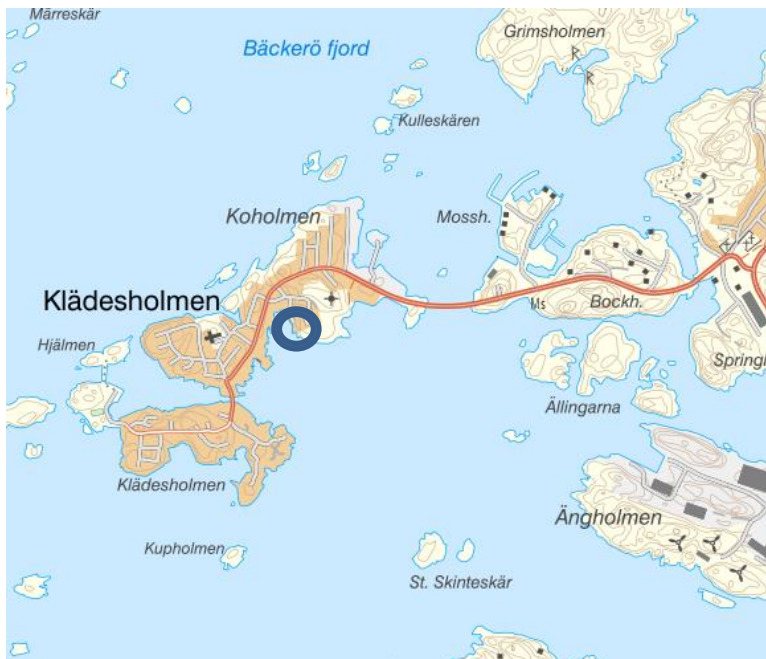 Märreskär
Grimsholmen
Bäckerö fjord
R
R
Kulleskären
Koholmen
Mossh.
Klädesholmen
Ms
Bockh.
Hjälmen
Springl
Ällingarna
Klädesholmen
Ängholmen
Kupholmen
St. Skinteskär